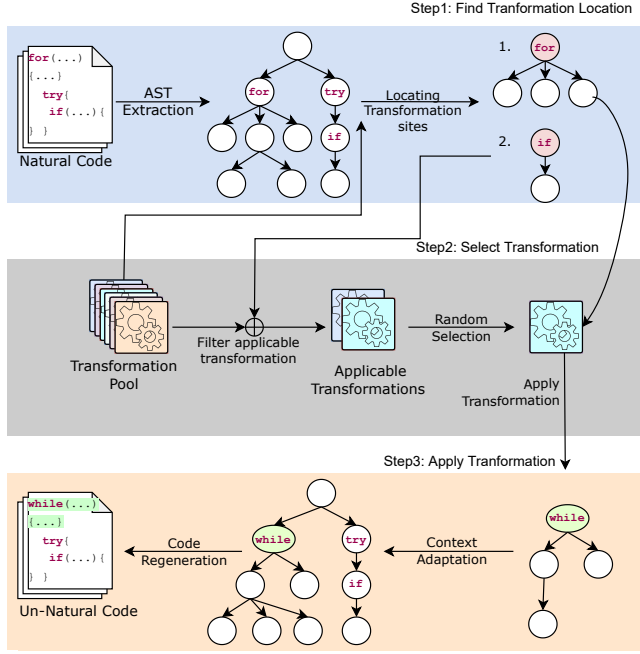 Step1: Find Tranformation Location
for(...)
{...}
try{
if(...){
} }
Natural Code
AST
Extraction
for
try
if
Locating
Transformation
sites
1.
for
2.
if
Step2: Select Transformation
Transformation
Pool
Filter applicable
transformation
Applicable
Transformations
Random
Selection
Apply
Transformation
Step3: Apply Tranformation
while(...)
{...}
try{
if(...){
} }
Un-Natural Code
Code
Regeneration
while
try
if
Context
Adaptation
while